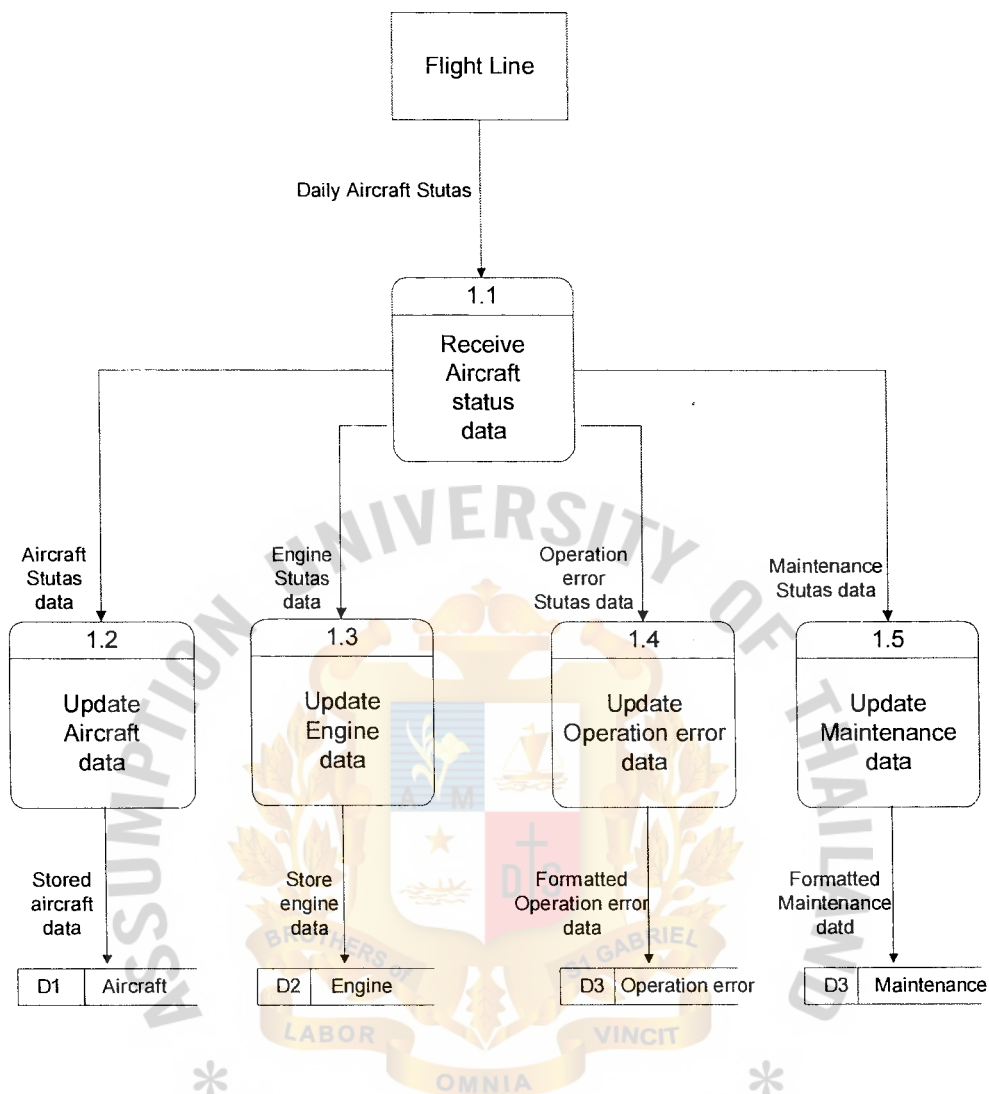 Flight Line
Daily Aircraft Stutas
1.1
Receive
Aircraft
status
data
Aircraft
Stutas
data
Engine
Stutas
data
Operation
error
Stutas data
Maintenance
Stutas data
1.2
Update
Aircraft
data
1.3
Update
Engine
data
1.4
Update
Operation error
data
1.5
Update
Maintenance
data
Stored
aircraft
data
Store
engine
data
Formatted
Operation error
data
Formatted
Maintenance
datd
D1 Aircraft
D2 Engine
D3 Operation error
D3 Maintenance
ASSUMPTION UNIVERSITY OF THAILAND
A M
D S
BROTHERS of
ST GABRIEL
LABOR
OMNIA
VINCIT
* *